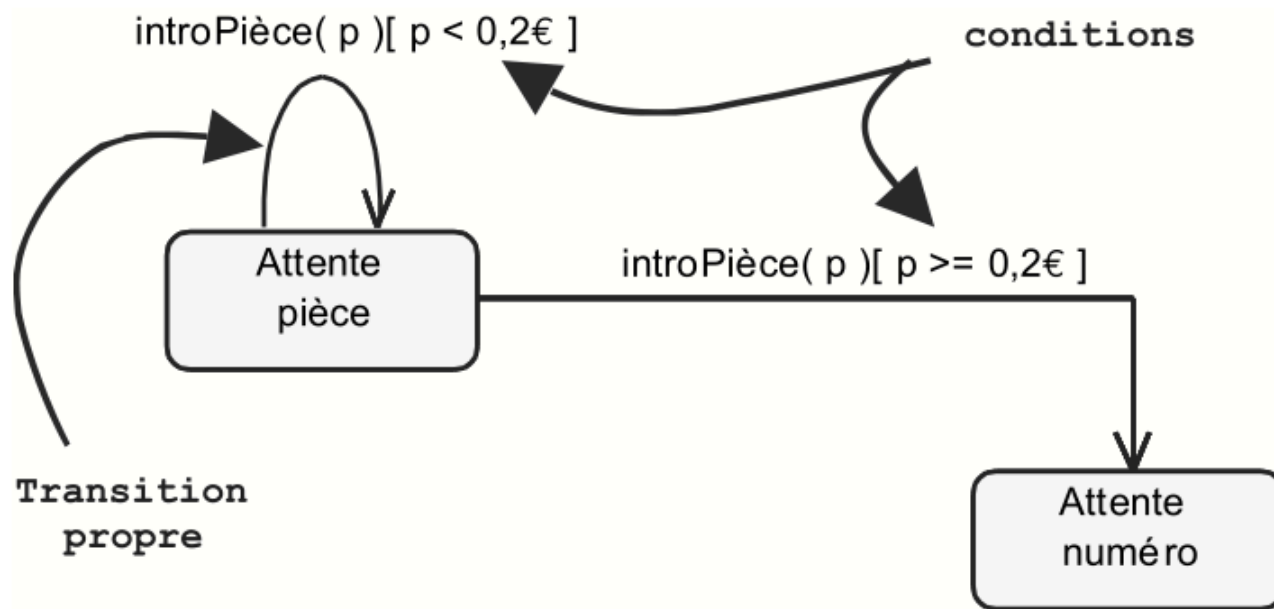 introPièce( p )[ p < 0,2€ ]
conditions
Attente
pièce
introPièce( p )[ p >= 0,2€ ]
Transition
propre
Attente
numéro